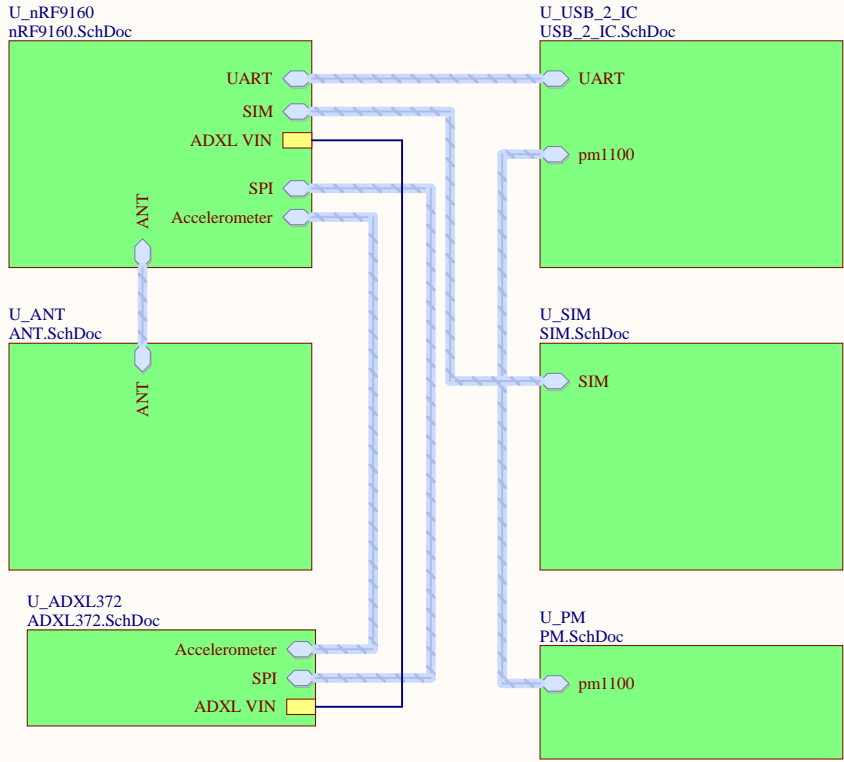 U_nRF9160
nRF9160.SchDoc
UART
SIM
ADXL VIN
SPI
Accelerometer
ANT
U_USB_2_IC
USB_2_IC.SchDoc
UART
pm1100
U_ANT
ANT.SchDoc
ANT
U_SIM
SIM.SchDoc
SIM
U_ADXL372
ADXL372.SchDoc
Accelerometer
SPI
ADXL VIN
U_PM
PM.SchDoc
pm1100